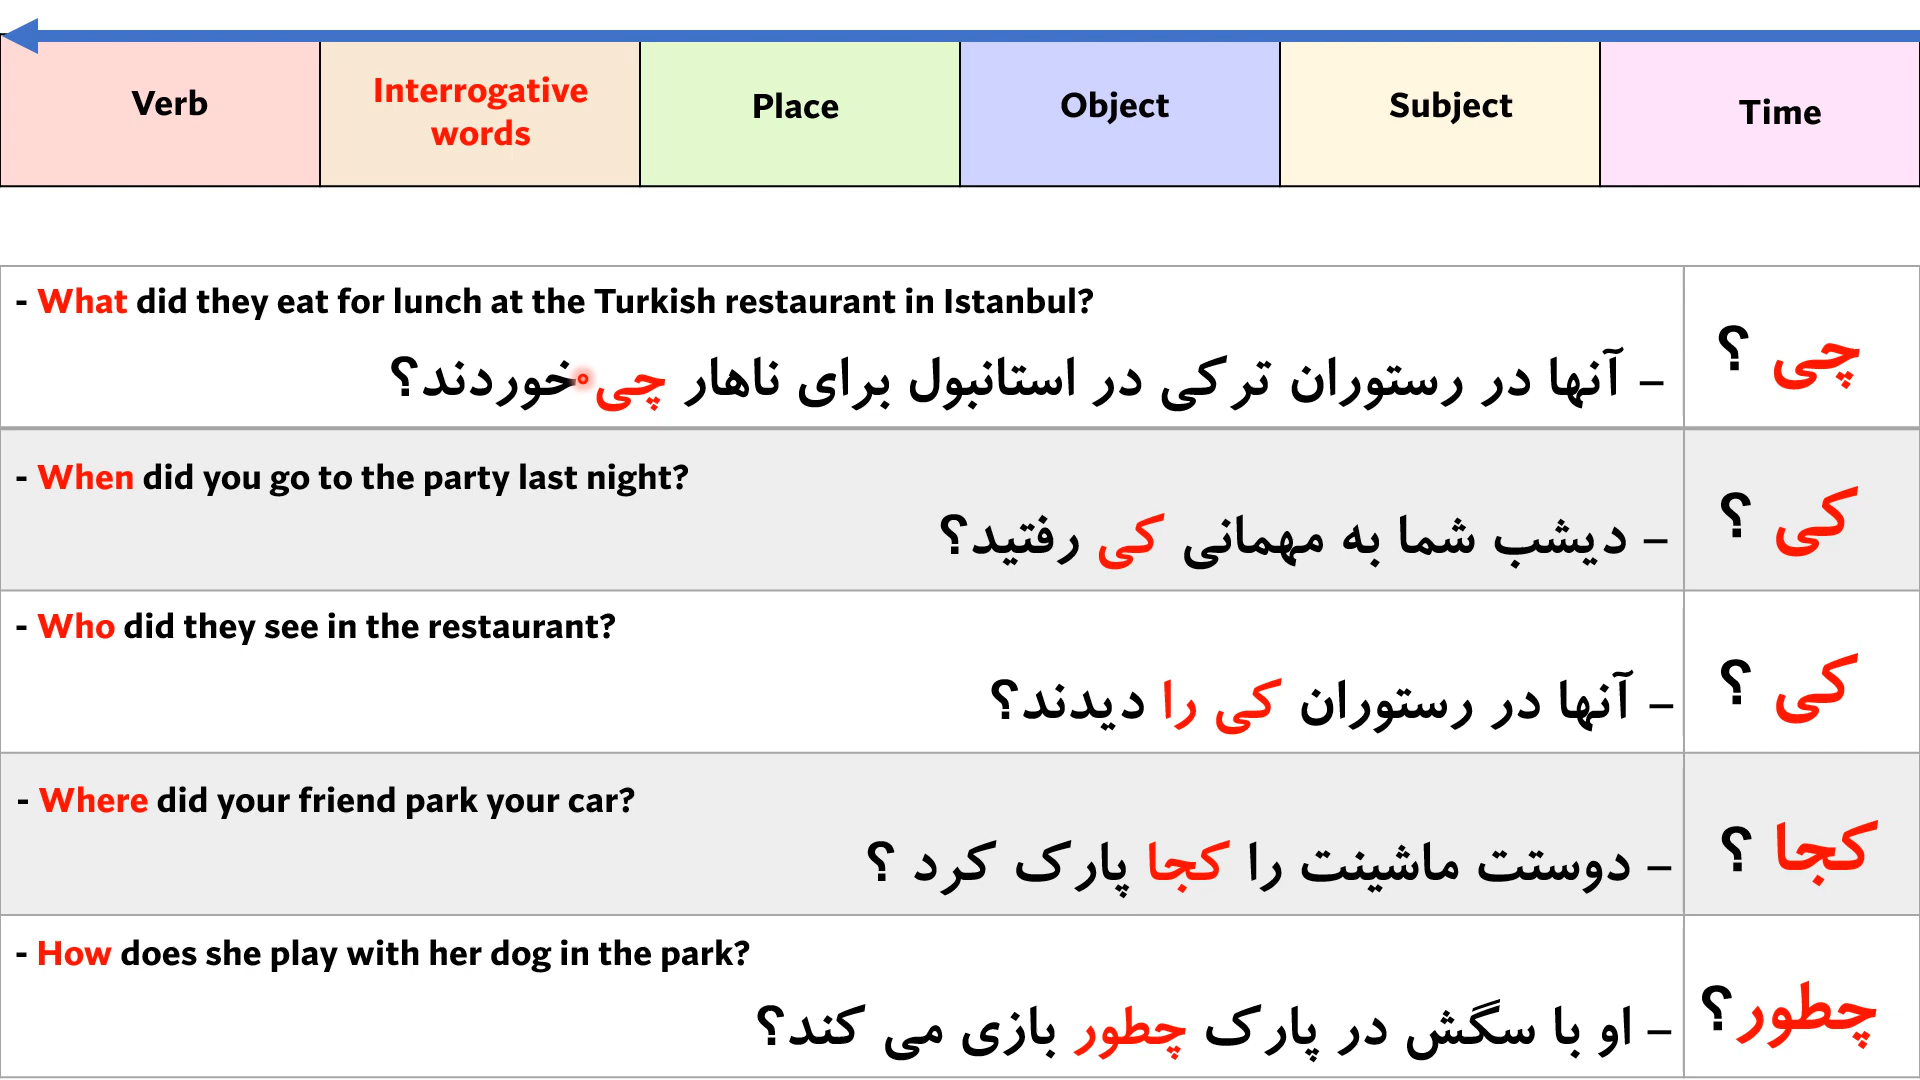 Verb
Interrogative
words
Place
Object
Subject
Time
- What did they eat for lunch at the Turkish restaurant in Istanbul?
– آنها در رستوران ترکی در استانبول برای ناهار چی خوردند؟
چی ؟
- When did you go to the party last night?
– دیشب شما به مهمانی کی رفتید؟
کی ؟
- Who did they see in the restaurant?
– آنها در رستوران کی را دیدند؟
کی ؟
- Where did your friend park your car?
– دوستت ماشینت را کجا پارک کرد ؟
کجا ؟
- How does she play with her dog in the park?
– او با سگش در پارک چطور بازی می کند؟
چطور؟